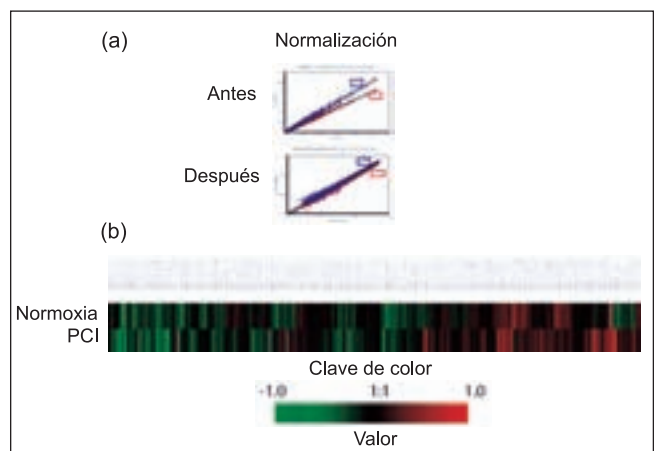 (a)
Normalización
Antes
Después
(b)
Normoxia
PCI
Clave de color
-1.0 1:1 1.0
Valor